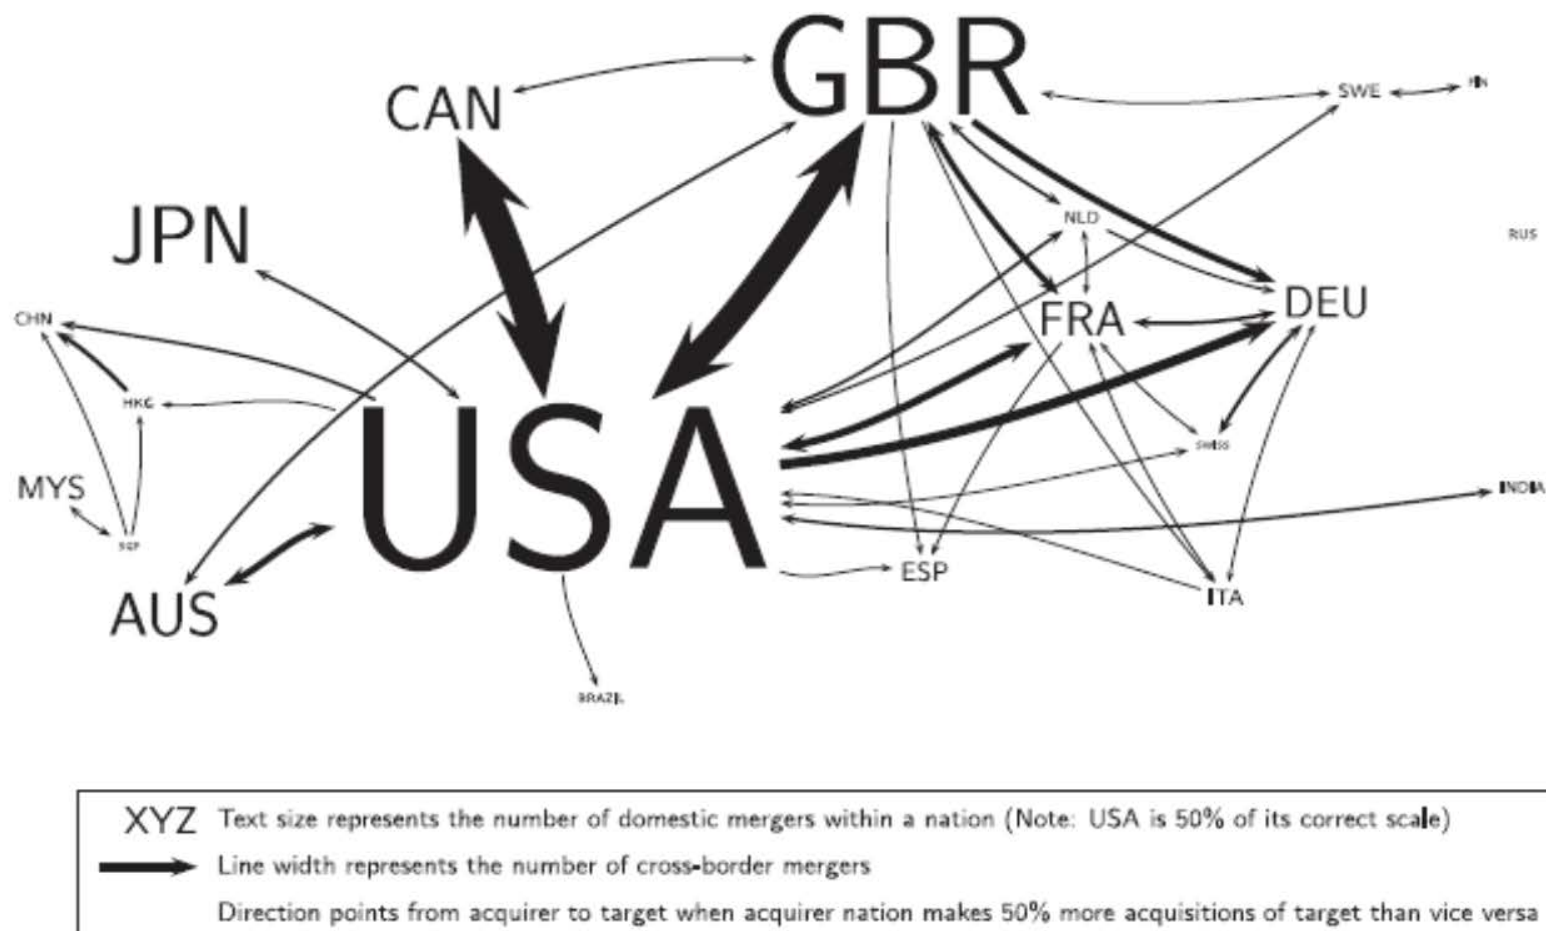 GBR
CAN
SWE
FIN
JPN
NLD
RUS
CHN
FRA
DEU
HKG
USA
SWISS
MYS
INDIA
SGP
AUS
ESP
ITA
BRAZIL
XYZ Text size represents the number of domestic mergers within a nation (Note: USA is 50% of its correct scale)
Line width represents the number of cross-border mergers
Direction points from acquirer to target when acquirer nation makes 50% more acquisitions of target than vice versa